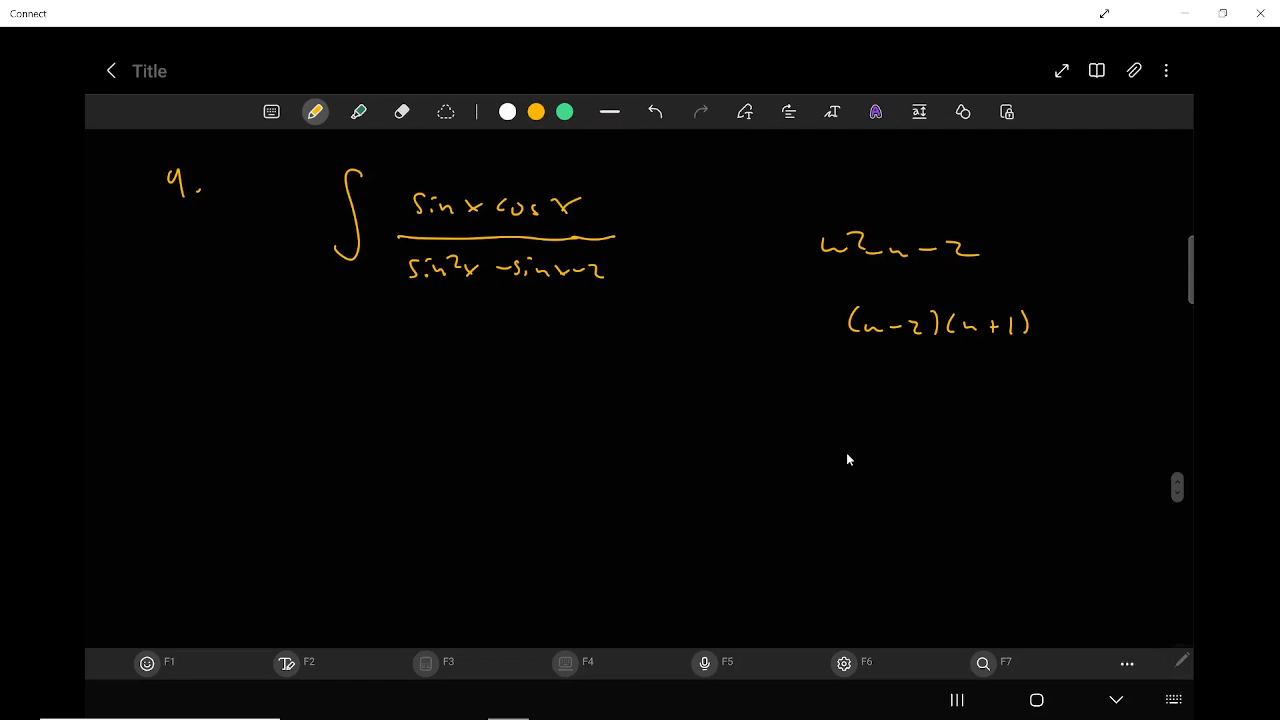 Connect
Title
9.
∫ sin x cos x
sin²x - sin x - 2
u²-u-2
(u-2)(u+1)
F1 F2 F3 F4 F5 F6 F7